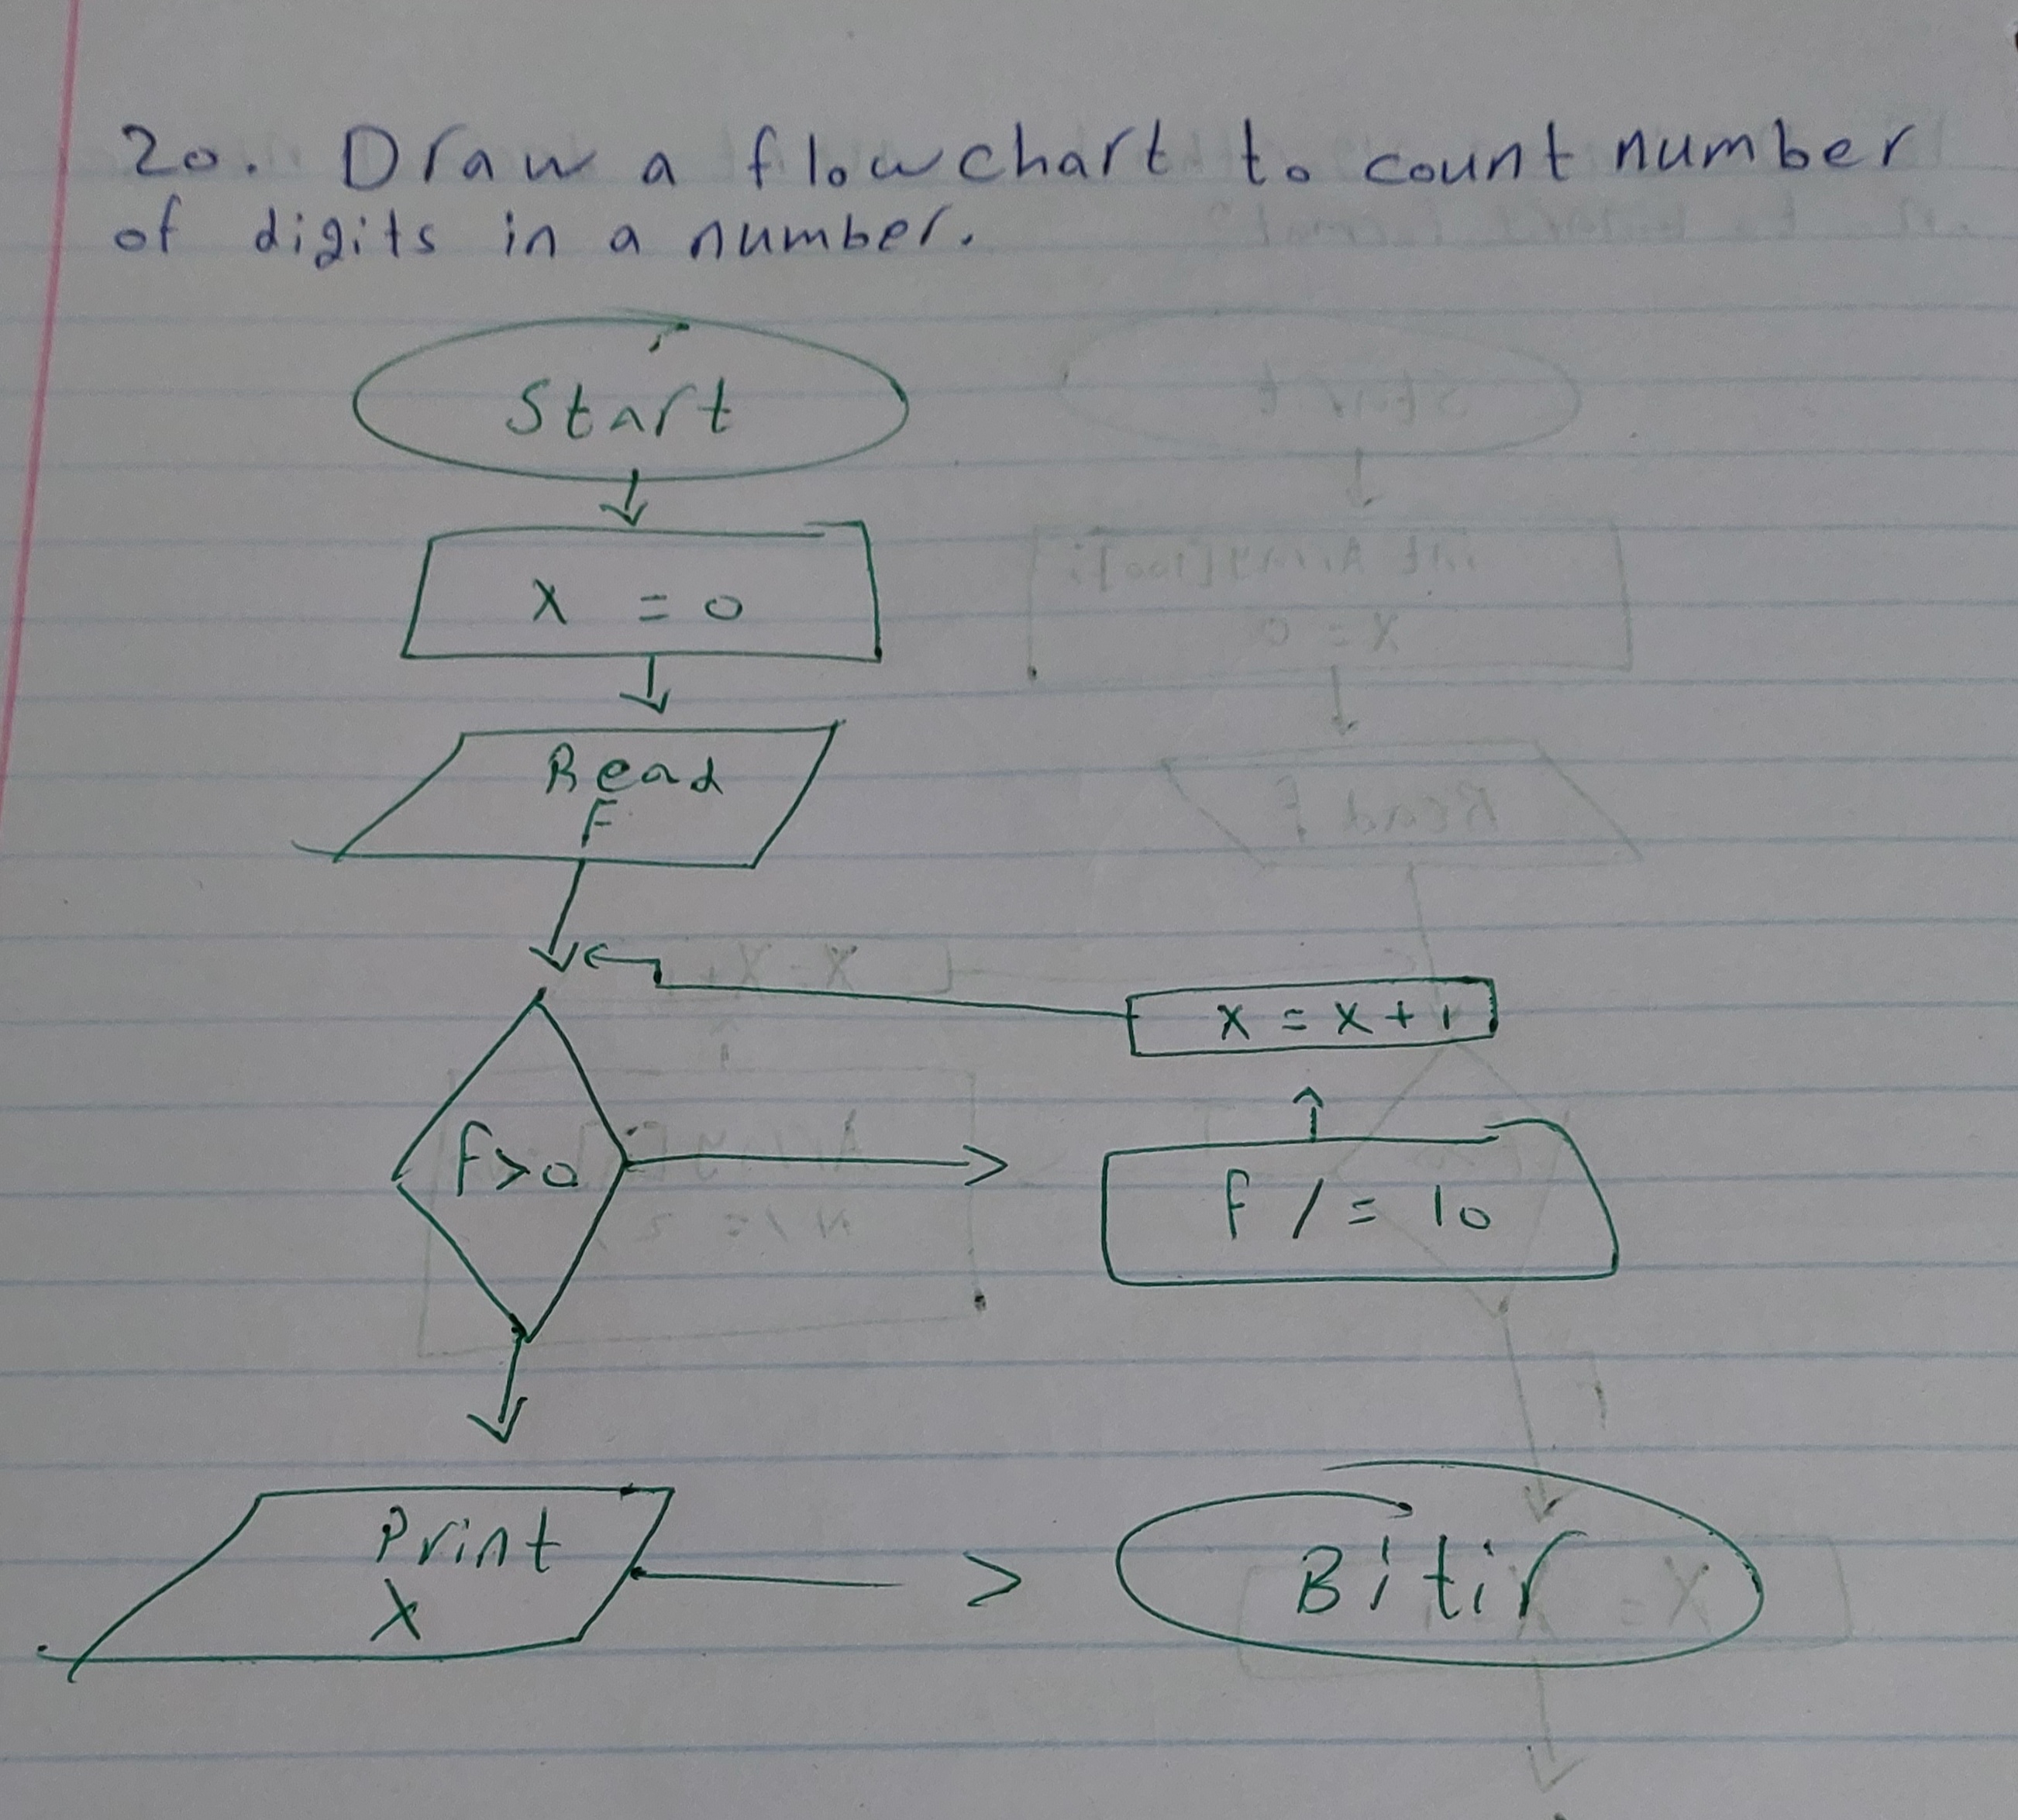 20. Draw a flowchart to count number
of digits in a number.
Start
X = 0
Read
F
X = X + 1
f>0
f /= 10
Print
X
Bitir